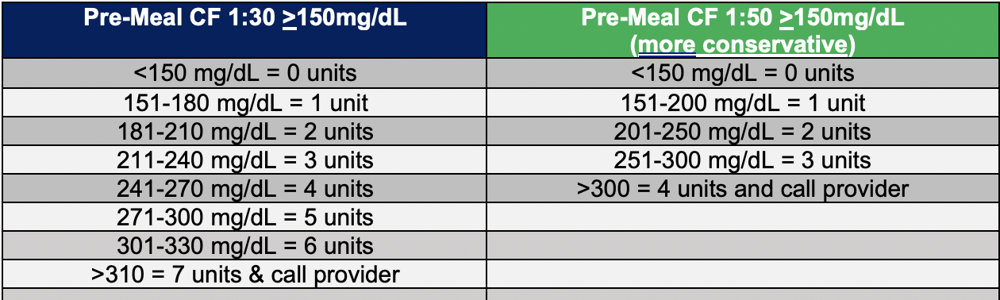 Pre-Meal CF 1:30 ≥150mg/dL
Pre-Meal CF 1:50 ≥150mg/dL
(more conservative)
<150 mg/dL = 0 units
<150 mg/dL = 0 units
151-180 mg/dL = 1 unit
151-200 mg/dL = 1 unit
181-210 mg/dL = 2 units
201-250 mg/dL = 2 units
211-240 mg/dL = 3 units
251-300 mg/dL = 3 units
241-270 mg/dL = 4 units
>300 = 4 units and call provider
271-300 mg/dL = 5 units
301-330 mg/dL = 6 units
>310 = 7 units & call provider